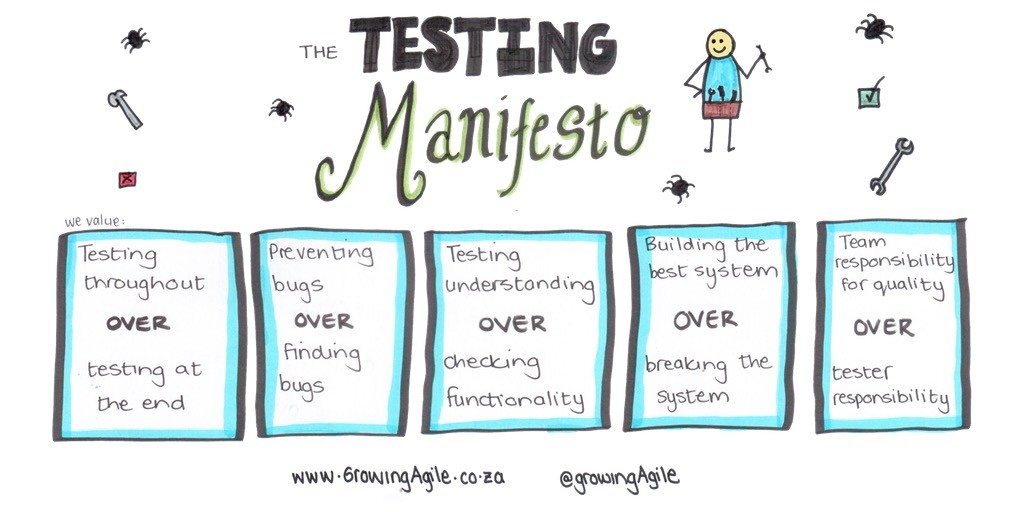 THE TESTING
Manifesto
we value:
Testing
throughout
OVER
testing at
the end
Preventing
bugs
OVER
finding
bugs
Testing
understanding
OVER
checking
functionality
Building the
best system
OVER
breaking the
system
Team
responsibility
for quality
OVER
tester
responsibility
www.GrowingAgile.co.za @growingAgile